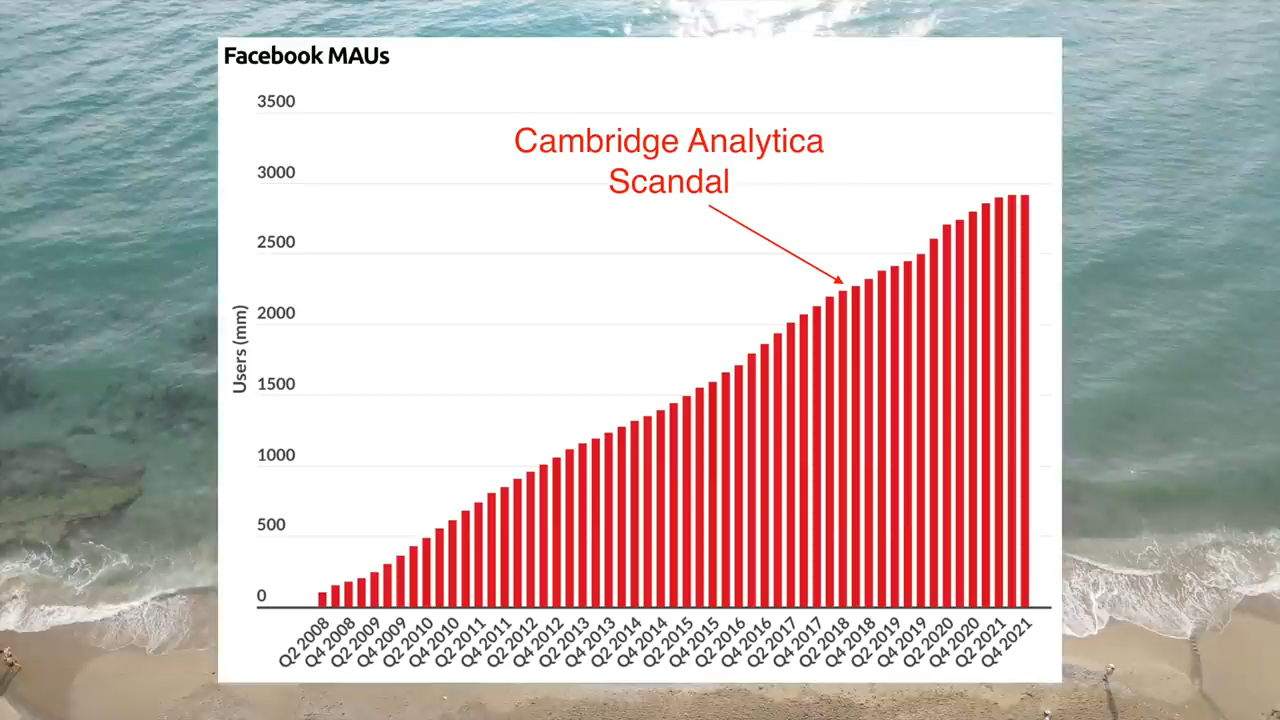 Facebook MAUs
3500
Cambridge Analytica
Scandal
3000
2500
2000
1500
1000
500
0
Users (mm)
Q2 2008
Q4 2008
Q2 2009
Q4 2009
Q2 2010
Q4 2010
Q2 2011
Q4 2011
Q2 2012
Q4 2012
Q2 2013
Q4 2013
Q2 2014
Q4 2014
Q2 2015
Q4 2015
Q2 2016
Q4 2016
Q2 2017
Q4 2017
Q2 2018
Q4 2018
Q2 2019
Q4 2019
Q2 2020
Q4 2020
Q2 2021
Q4 2021